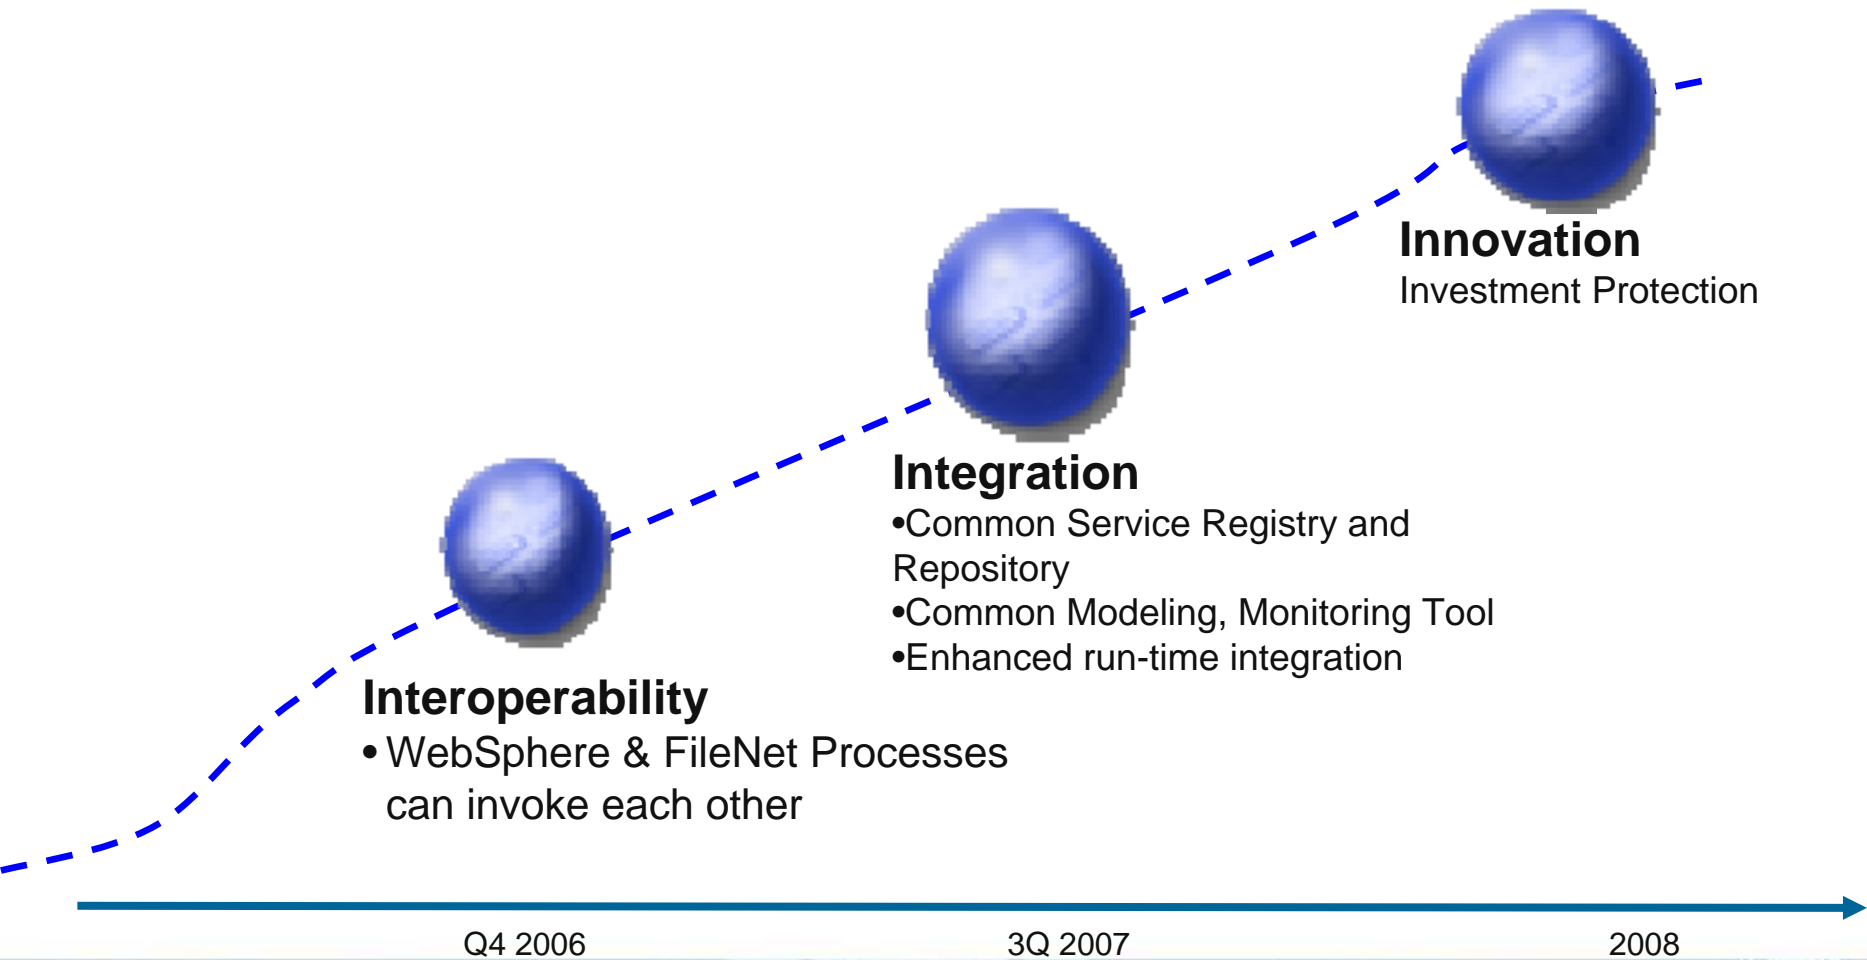 Innovation
Investment Protection
Integration
•Common Service Registry and
Repository
•Common Modeling, Monitoring Tool
•Enhanced run-time integration
Interoperability
• WebSphere & FileNet Processes
can invoke each other
Q4 2006
3Q 2007
2008